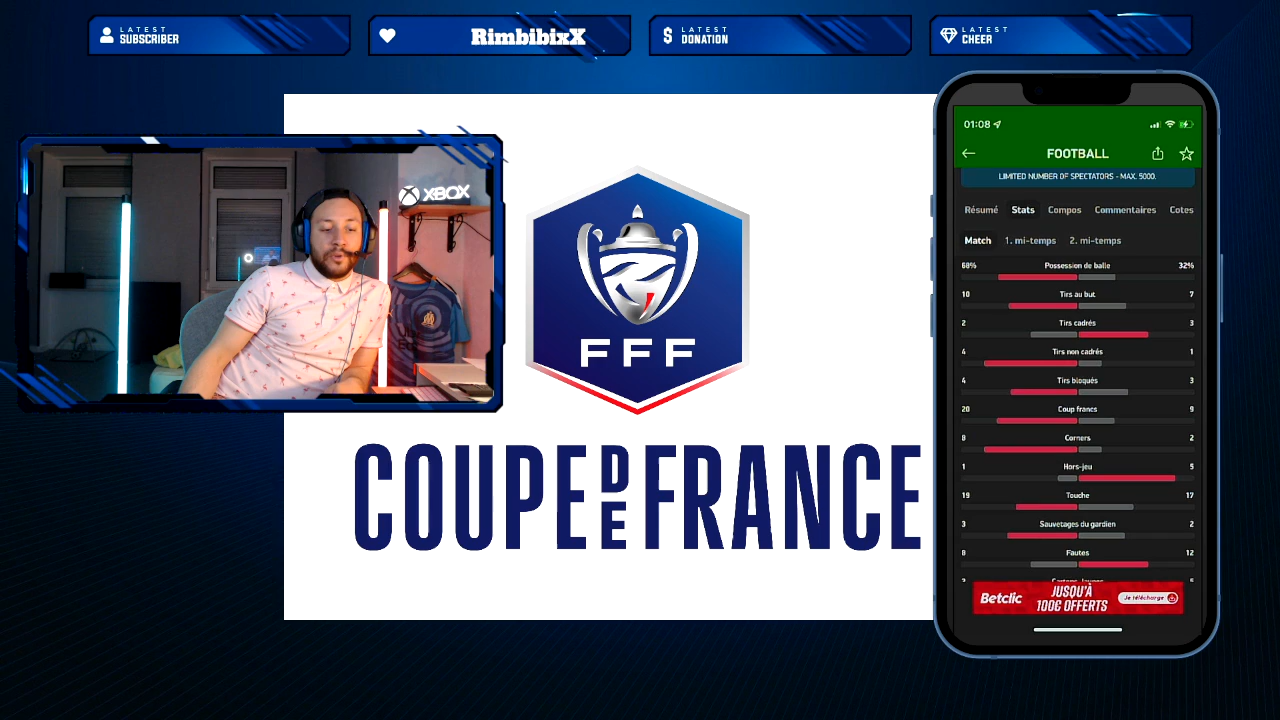 LATEST
SUBSCRIBER
RimbibixX
$ LATEST
DONATION
LATEST
CHEER
XBOX
FFF
COUPE DE FRANCE
01:08
FOOTBALL
LIMITED NUMBER OF SPECTATORS - MAX. 5000.
Résumé Stats Compos Commentaires Cotes
Match 1. mi-temps 2. mi-temps
68% Possession de balle 32%
10 Tirs au but 7
2 Tirs cadrés 3
4 Tirs non cadrés 1
4 Tirs bloqués 3
20 Coup francs 9
8 Corners 2
1 Hors-jeu 5
19 Touche 17
3 Sauvetages du gardien 2
8 Fautes 12
Betclic JUSQU'À
100€ OFFERTS
Je télécharge